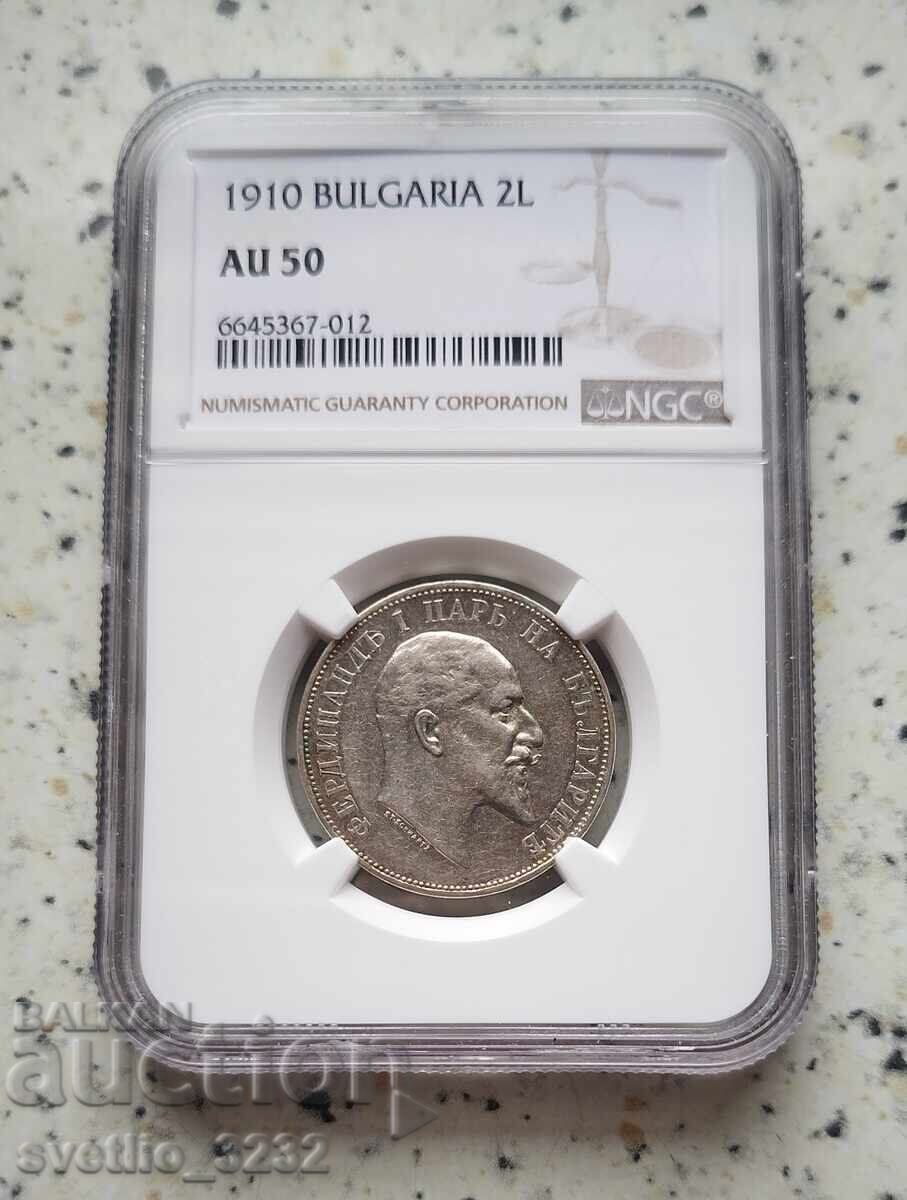 1910 BULGARIA 2L
AU 50
6645367-012
NUMISMATIC GUARANTY CORPORATION
NGC®
ФЕРДИНАНДЪ I ЦАРЬ НА БЪЛГАРИТѢ
BALKAN
auction
svetlio_3232